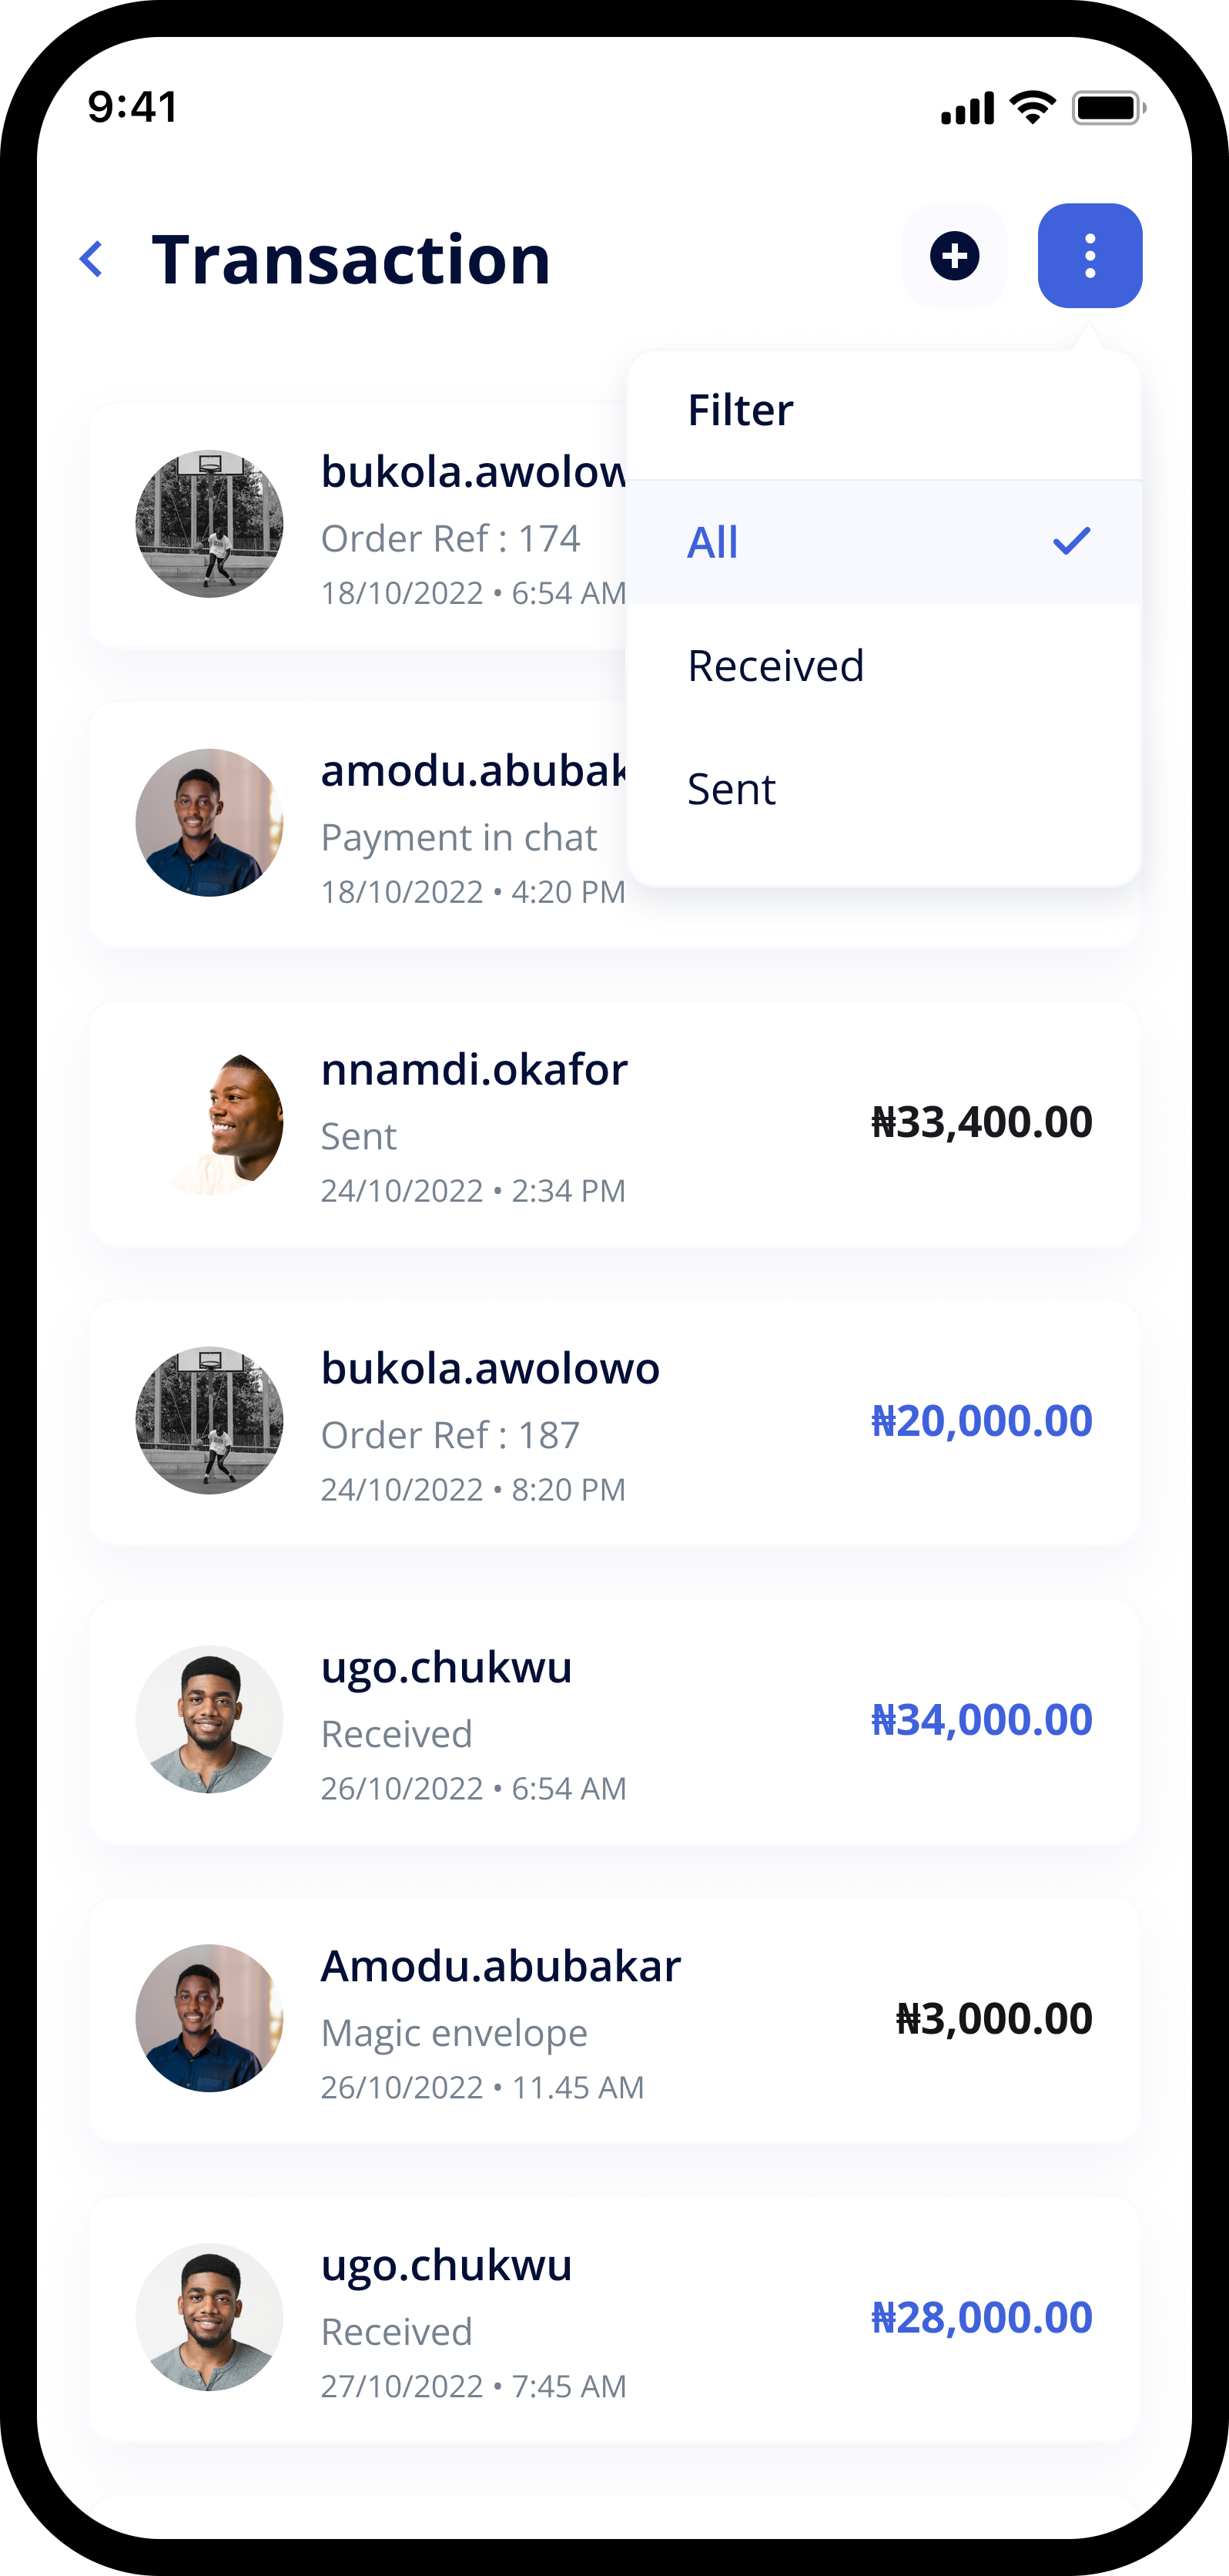 9:41
Transaction
Filter
All
Received
Sent
bukola.awolow
Order Ref : 174
18/10/2022 • 6:54 AM
amodu.abubak
Payment in chat
18/10/2022 • 4:20 PM
nnamdi.okafor
Sent
24/10/2022 • 2:34 PM
₦33,400.00
bukola.awolowo
Order Ref : 187
24/10/2022 • 8:20 PM
₦20,000.00
ugo.chukwu
Received
26/10/2022 • 6:54 AM
₦34,000.00
Amodu.abubakar
Magic envelope
26/10/2022 • 11.45 AM
₦3,000.00
ugo.chukwu
Received
27/10/2022 • 7:45 AM
₦28,000.00